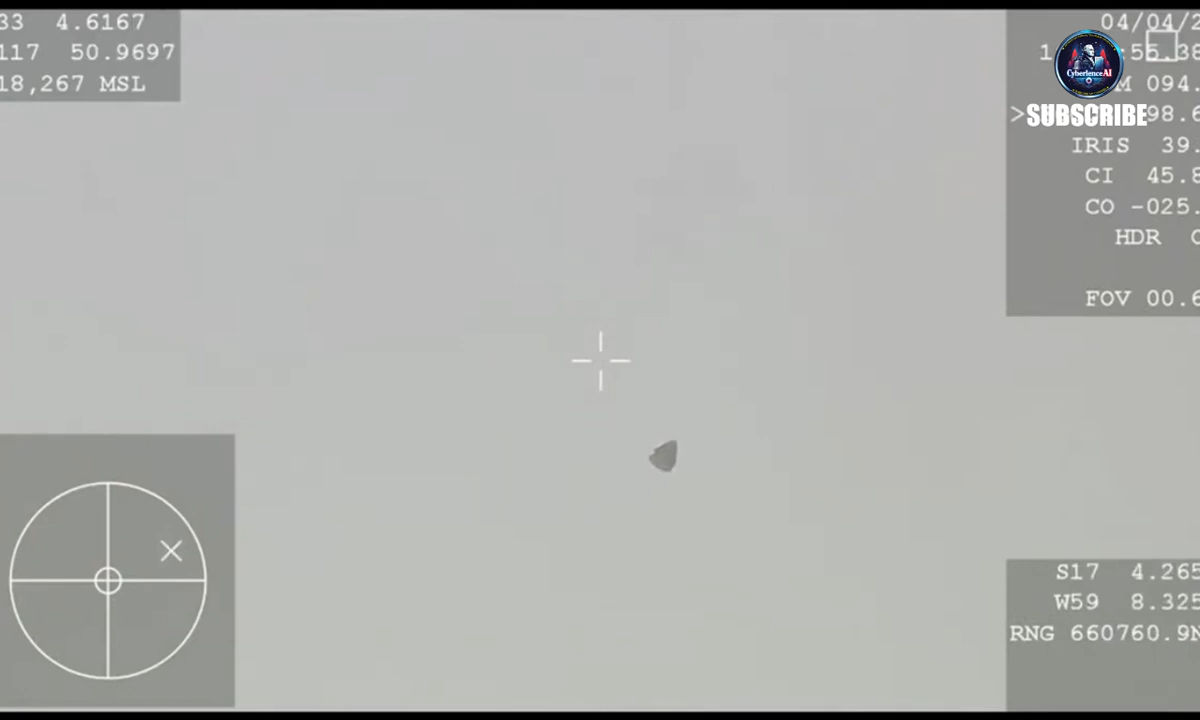 33 4.6167
117 50.9697
18,267 MSL
04/04/2
CyberienceAI
SUBSCRIBE
M 094.
98.6
IRIS 39.
CI 45.8
CO -025.
HDR
FOV 00.6
S17 4.265
W59 8.325
RNG 660760.9N